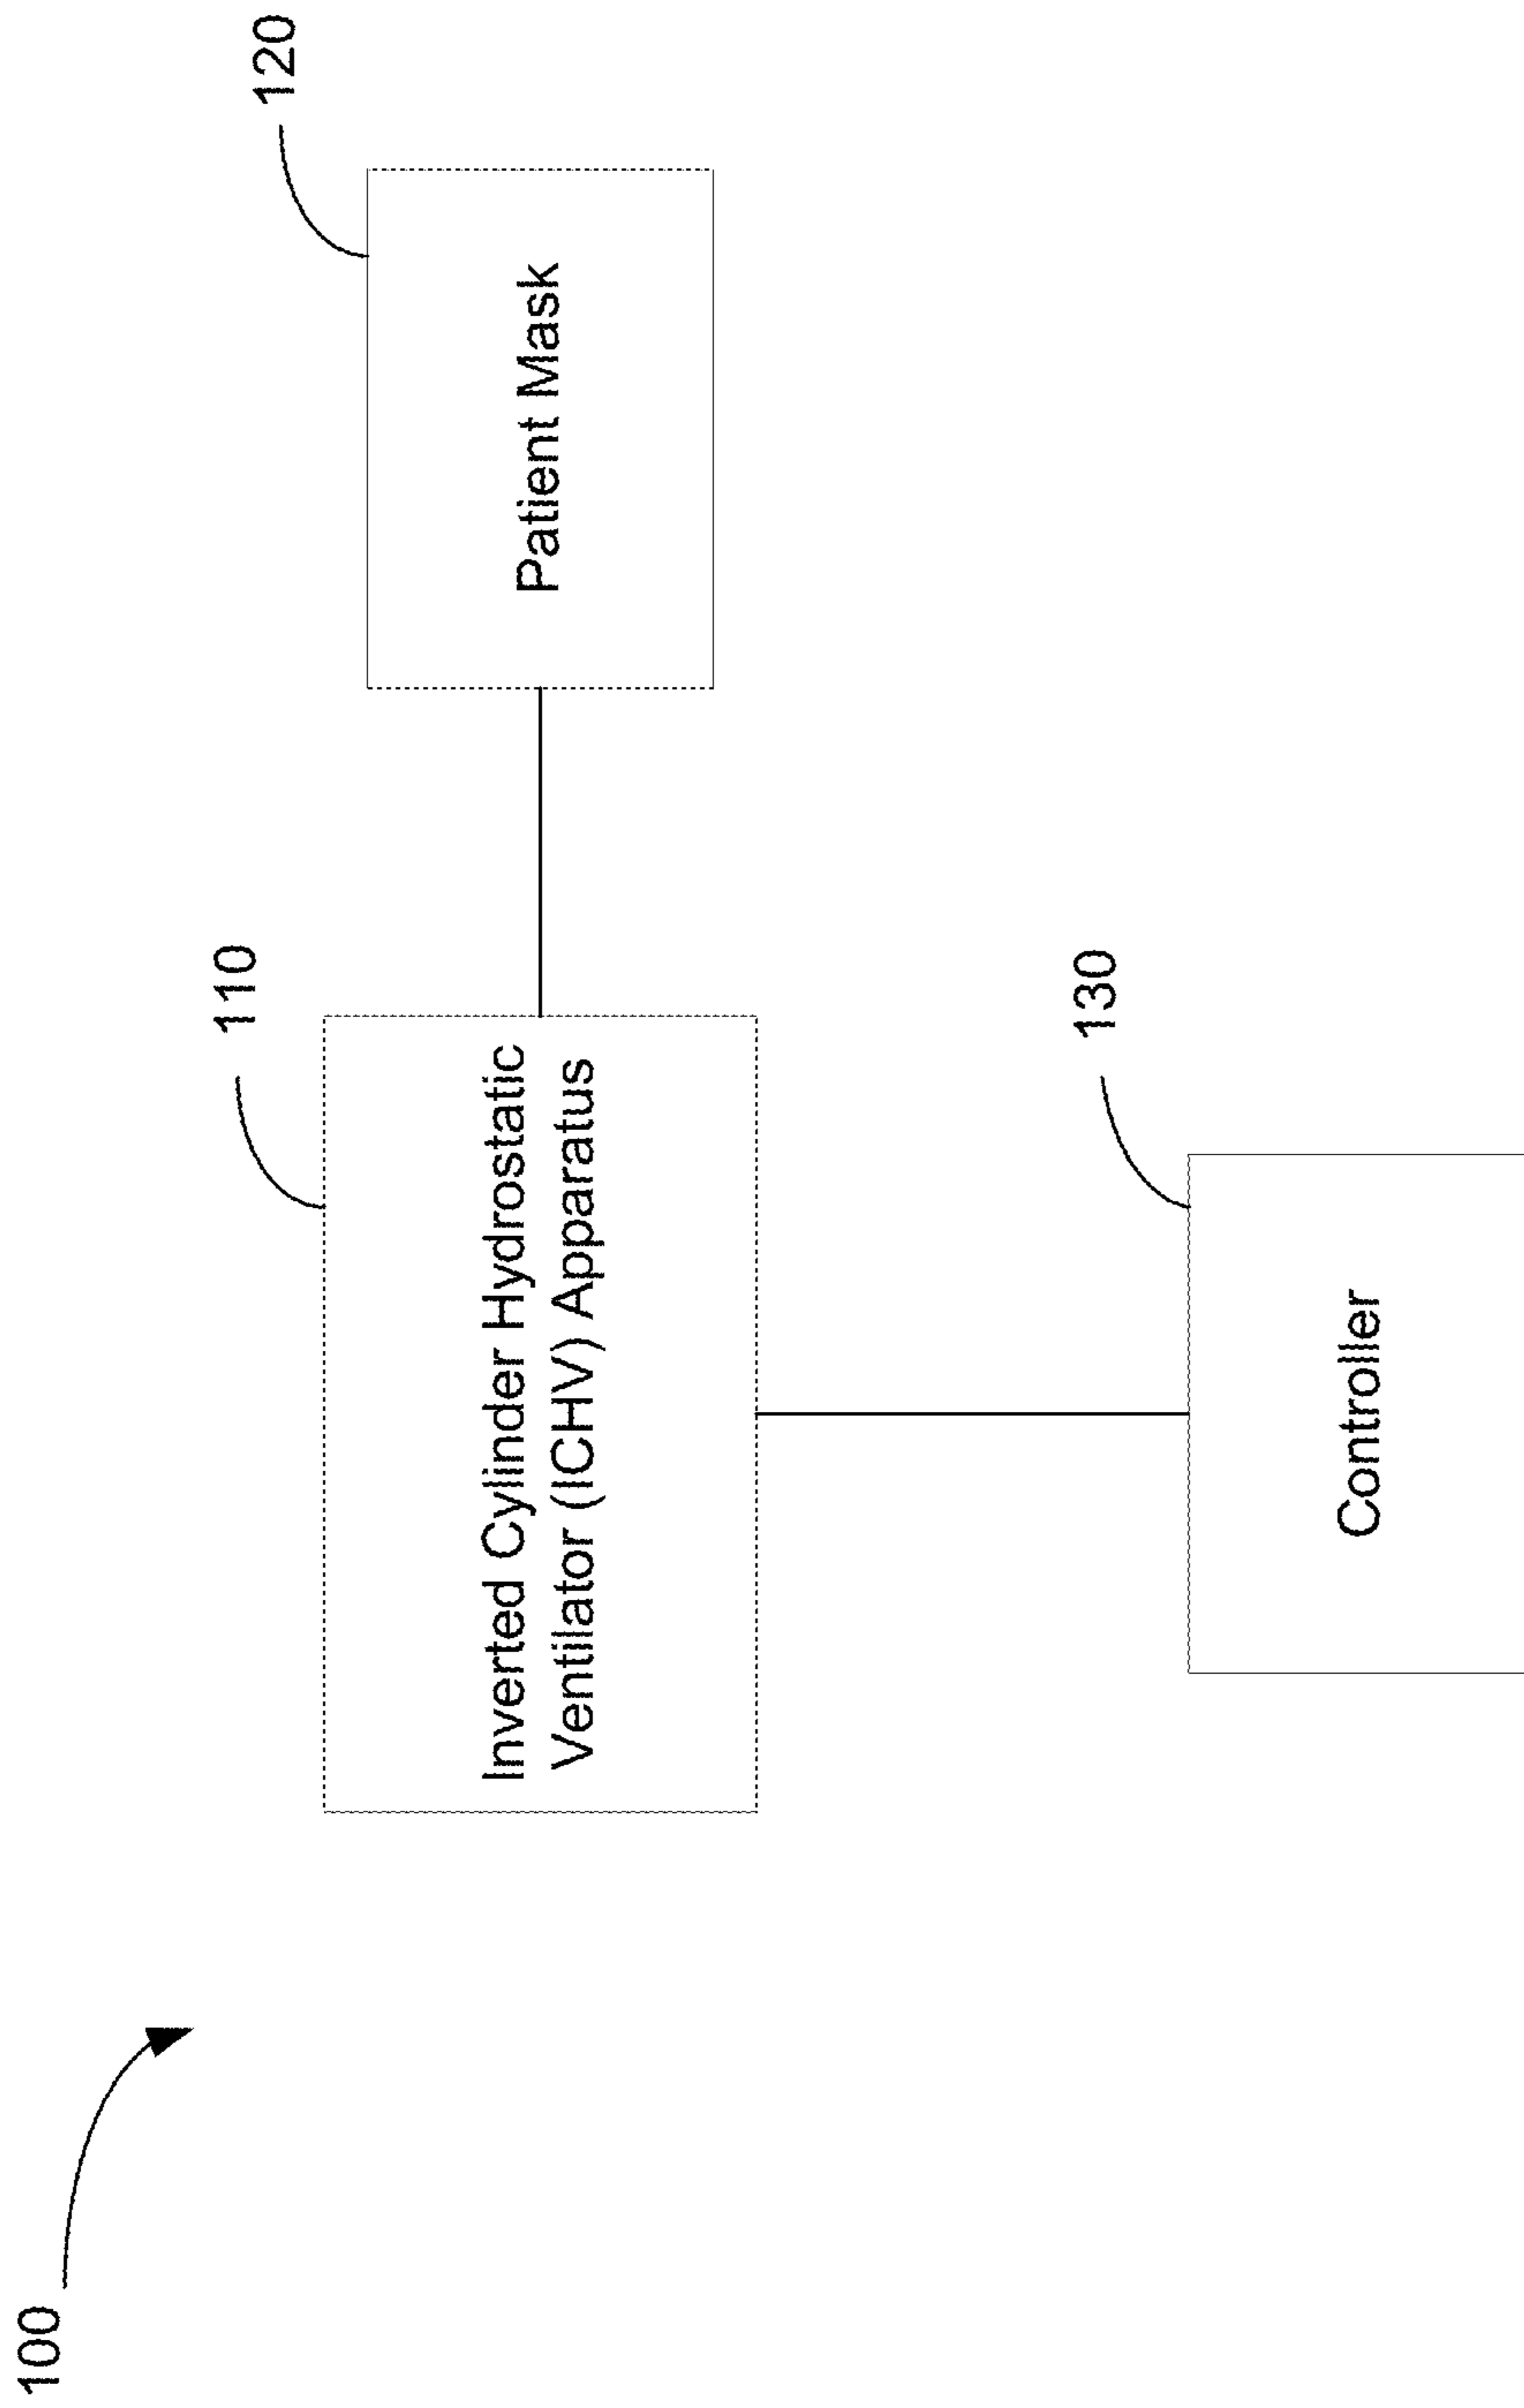 100
110
Inverted Cylinder Hydrostatic
Ventilator (ICHV) Apparatus
120
Patient Mask
130
Controller